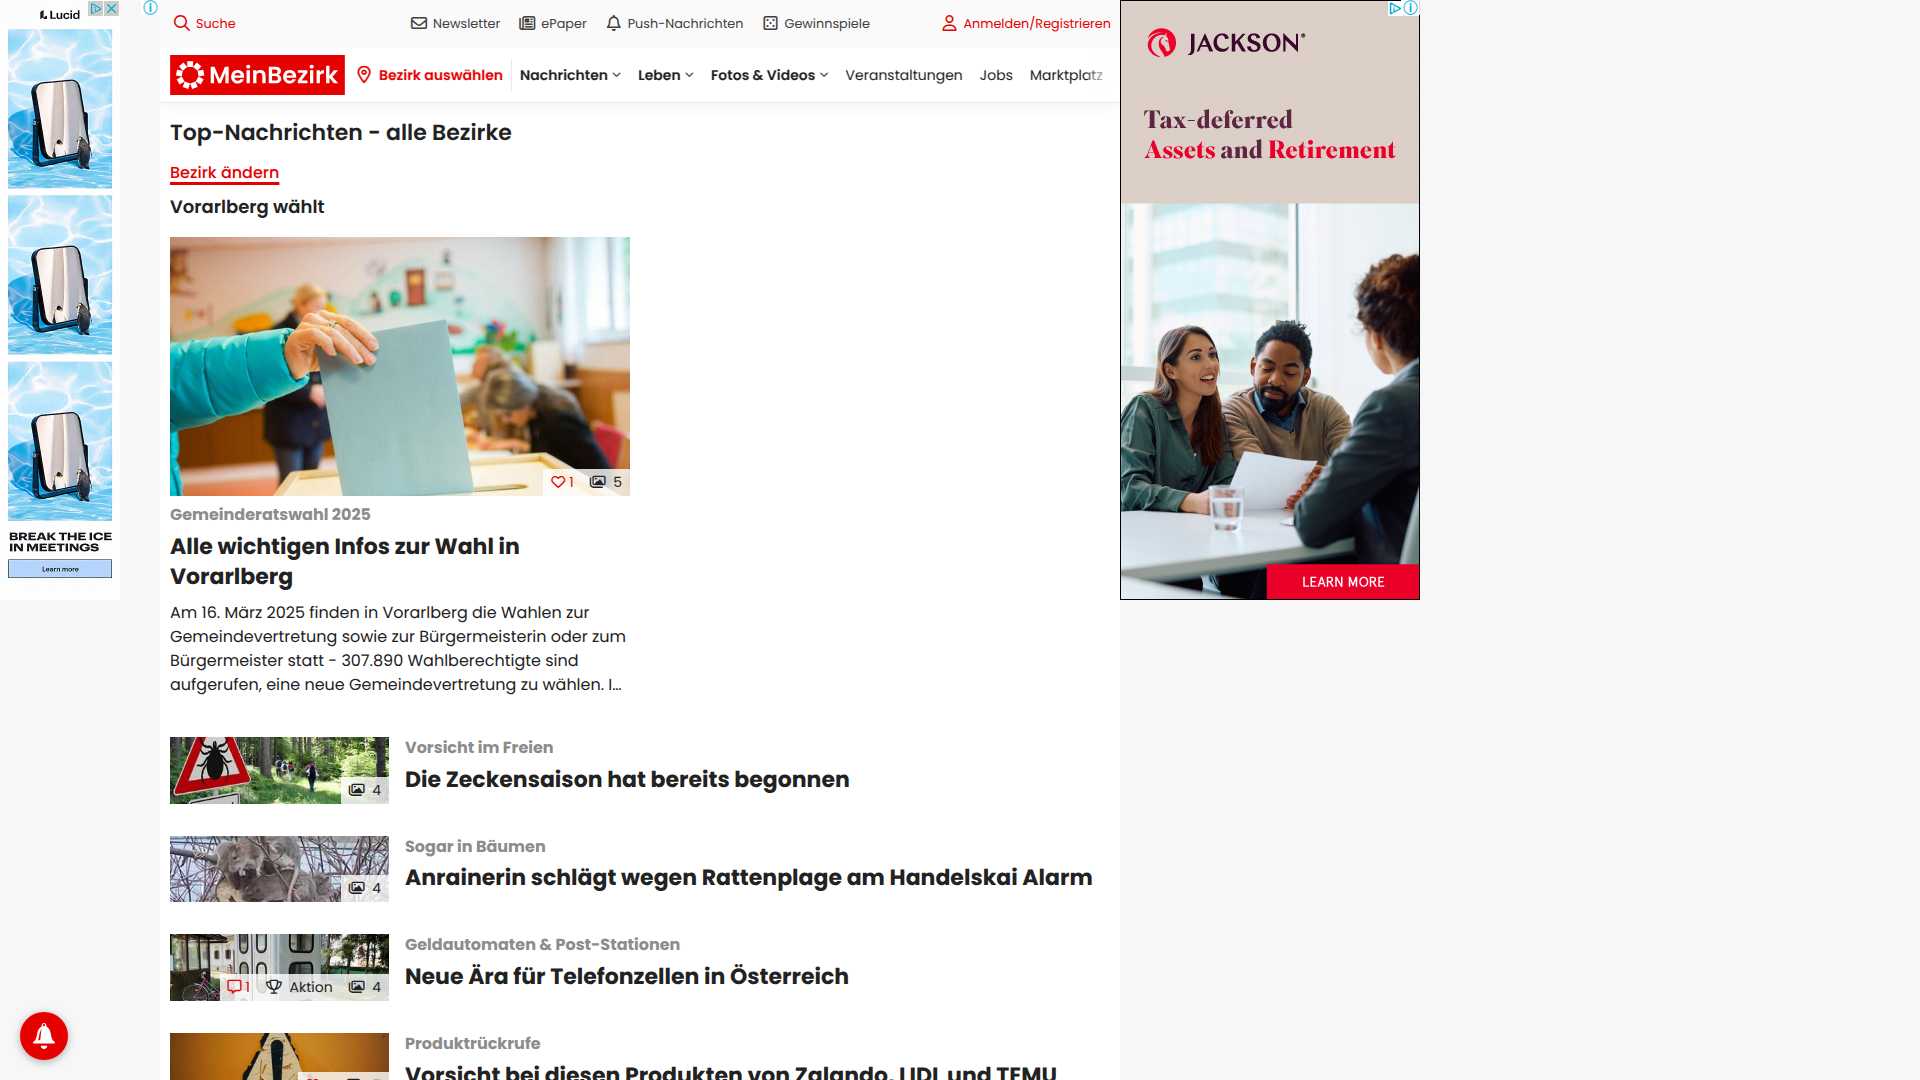 Lucid
BREAK THE ICE
IN MEETINGS
Learn more
Suche
Newsletter
ePaper
Push-Nachrichten
Gewinnspiele
Anmelden/Registrieren
MeinBezirk
Bezirk auswählen
Nachrichten
Leben
Fotos & Videos
Veranstaltungen
Jobs
Marktplatz
Top-Nachrichten - alle Bezirke
Bezirk ändern
Vorarlberg wählt
1
5
Gemeinderatswahl 2025
Alle wichtigen Infos zur Wahl in
Vorarlberg
Am 16. März 2025 finden in Vorarlberg die Wahlen zur
Gemeindevertretung sowie zur Bürgermeisterin oder zum
Bürgermeister statt - 307.890 Wahlberechtigte sind
aufgerufen, eine neue Gemeindevertretung zu wählen. I...
4
Vorsicht im Freien
Die Zeckensaison hat bereits begonnen
4
Sogar in Bäumen
Anrainerin schlägt wegen Rattenplage am Handelskai Alarm
1
Aktion
4
Geldautomaten & Post-Stationen
Neue Ära für Telefonzellen in Österreich
Produktrückrufe
Vorsicht bei diesen Produkten von Zalando, LIDL und TEMU
JACKSON®
Tax-deferred
Assets and Retirement
LEARN MORE